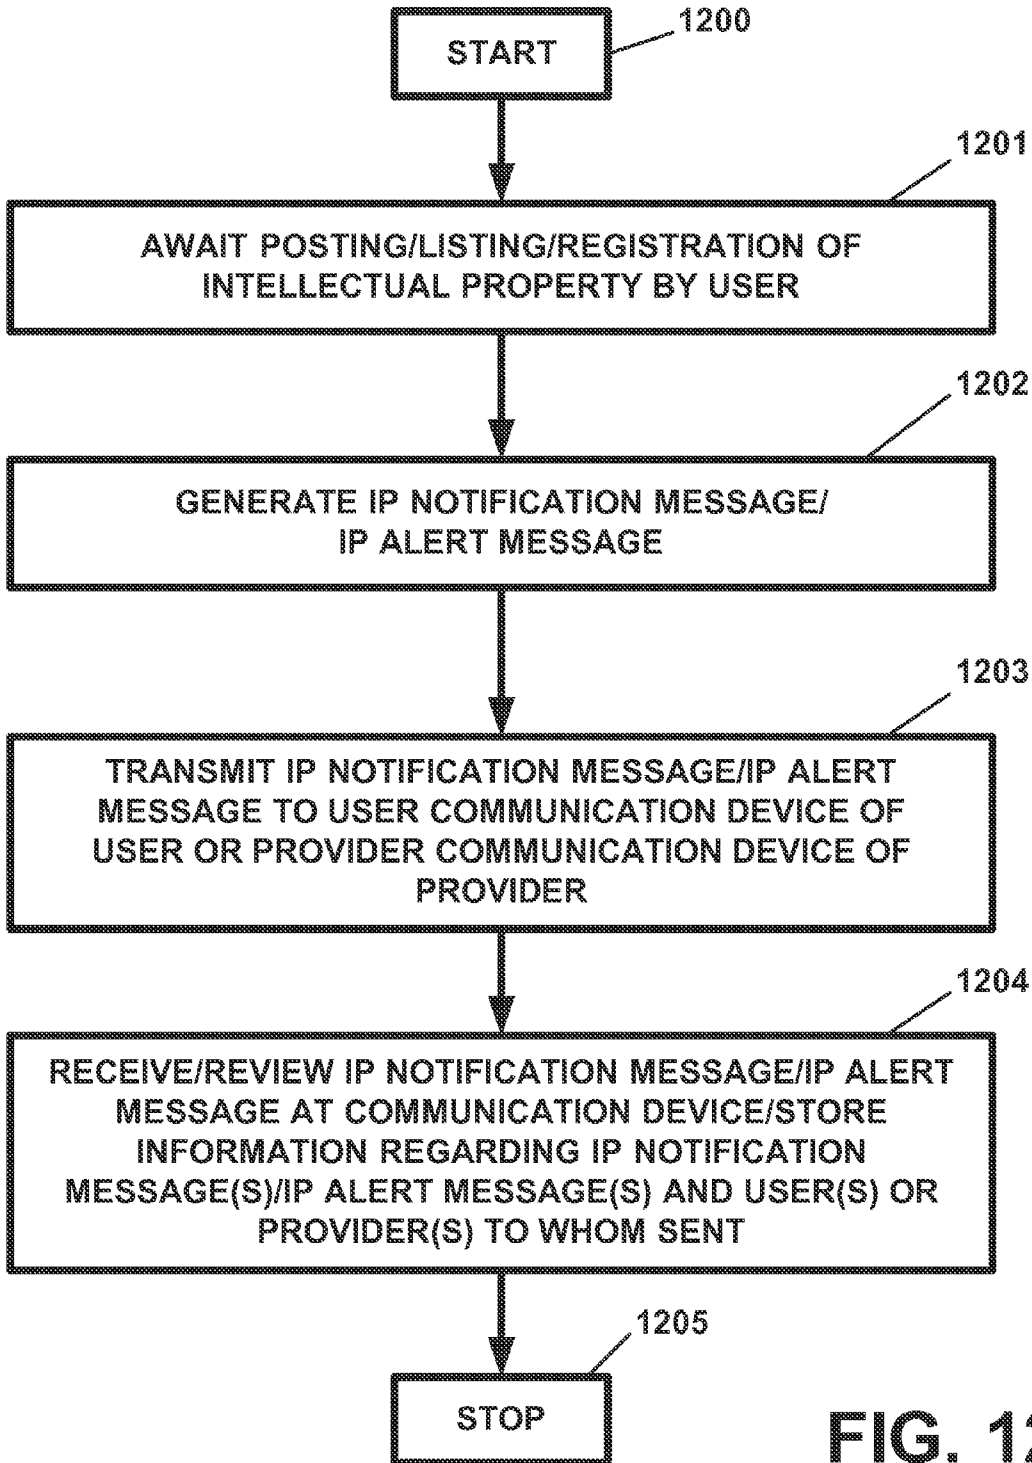 START
1200
1201
AWAIT POSTING/LISTING/REGISTRATION OF
INTELLECTUAL PROPERTY BY USER
1202
GENERATE IP NOTIFICATION MESSAGE/
IP ALERT MESSAGE
1203
TRANSMIT IP NOTIFICATION MESSAGE/IP ALERT
MESSAGE TO USER COMMUNICATION DEVICE OF
USER OR PROVIDER COMMUNICATION DEVICE OF
PROVIDER
1204
RECEIVE/REVIEW IP NOTIFICATION MESSAGE/IP ALERT
MESSAGE AT COMMUNICATION DEVICE/STORE
INFORMATION REGARDING IP NOTIFICATION
MESSAGE(S)/IP ALERT MESSAGE(S) AND USER(S) OR
PROVIDER(S) TO WHOM SENT
1205
STOP
FIG. 12